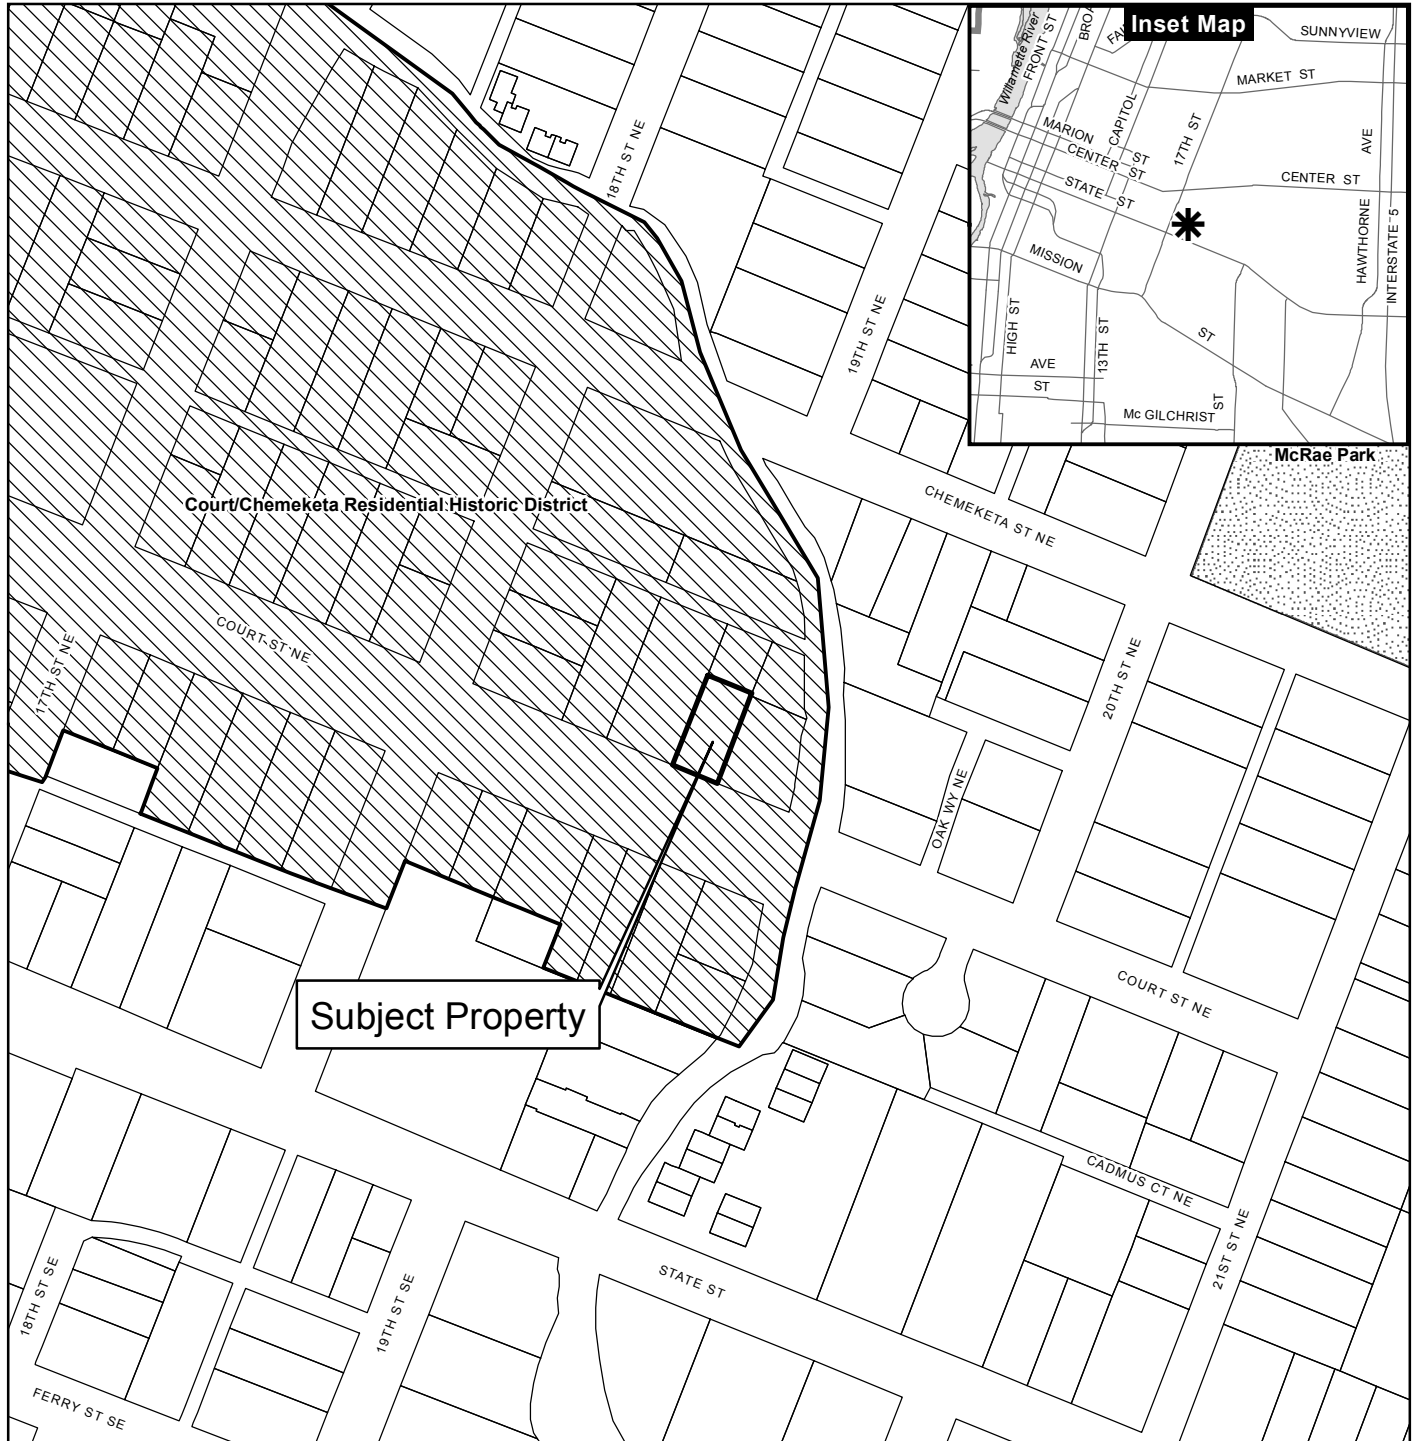 Inset Map
SUNNYVIEW
BRO
FRONT ST
Willamette River
MARKET ST
CAPITOL
17TH ST
AVE
MARION ST
CENTER ST
CENTER ST
STATE ST
HAWTHORNE
INTERSTATE 5
MISSION
ST
HIGH ST
13TH ST
AVE
ST
ST
Mc GILCHRIST
McRae Park
18TH ST NE
19TH ST NE
CHEMEKETA ST NE
Court/Chemeketa Residential Historic District
COURT ST NE
17TH ST NE
20TH ST NE
OAK WY NE
COURT ST NE
Subject Property
CADMUS CT NE
21ST ST NE
STATE ST
18TH ST SE
19TH ST SE
FERRY ST SE